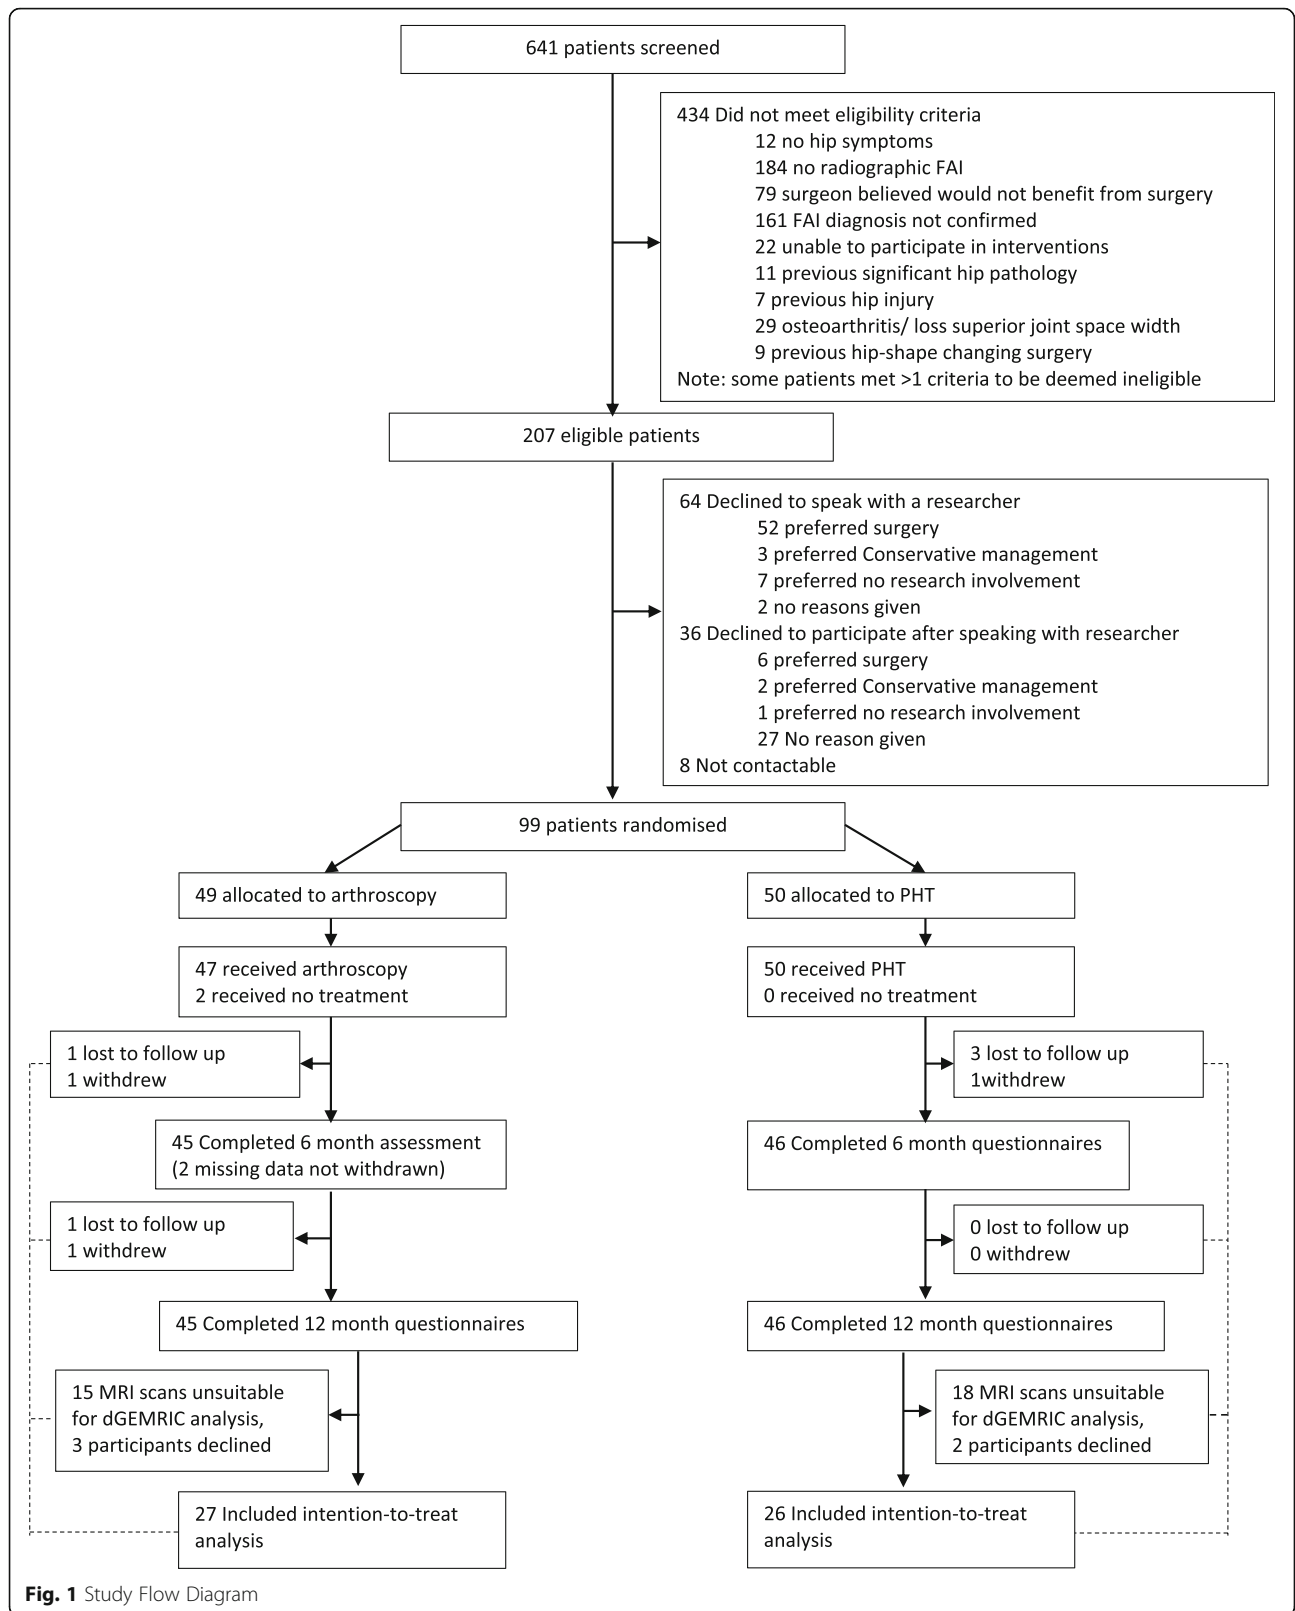 641 patients screened
434 Did not meet eligibility criteria
12 no hip symptoms
184 no radiographic FAI
79 surgeon believed would not benefit from surgery
161 FAI diagnosis not confirmed
22 unable to participate in interventions
11 previous significant hip pathology
7 previous hip injury
29 osteoarthritis/ loss superior joint space width
9 previous hip-shape changing surgery
Note: some patients met >1 criteria to be deemed ineligible
207 eligible patients
64 Declined to speak with a researcher
52 preferred surgery
3 preferred Conservative management
7 preferred no research involvement
2 no reasons given
36 Declined to participate after speaking with researcher
6 preferred surgery
2 preferred Conservative management
1 preferred no research involvement
27 No reason given
8 Not contactable
99 patients randomised
49 allocated to arthroscopy
50 allocated to PHT
47 received arthroscopy
2 received no treatment
50 received PHT
0 received no treatment
1 lost to follow up
1 withdrew
3 lost to follow up
1withdrew
45 Completed 6 month assessment
(2 missing data not withdrawn)
46 Completed 6 month questionnaires
1 lost to follow up
1 withdrew
0 lost to follow up
0 withdrew
45 Completed 12 month questionnaires
46 Completed 12 month questionnaires
15 MRI scans unsuitable
for dGEMRIC analysis,
3 participants declined
18 MRI scans unsuitable
for dGEMRIC analysis,
2 participants declined
27 Included intention-to-treat
analysis
26 Included intention-to-treat
analysis
Fig. 1 Study Flow Diagram